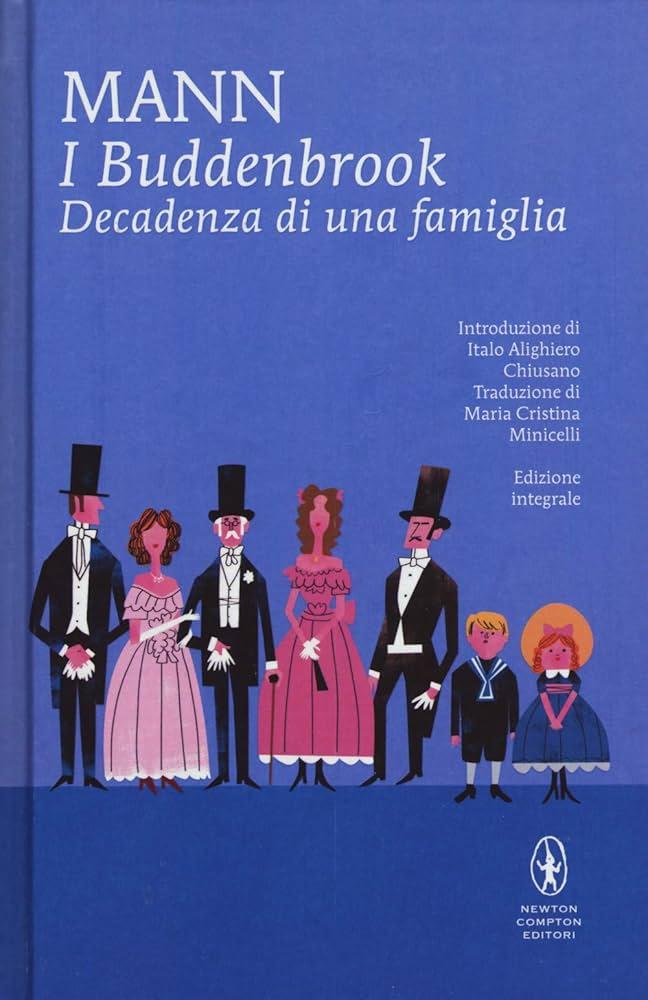 MANN
I Buddenbrook
Decadenza di una famiglia
Introduzione di
Italo Alighiero
Chiusano
Traduzione di
Maria Cristina
Minicelli
Edizione
integrale
NEWTON
COMPTON
EDITORI